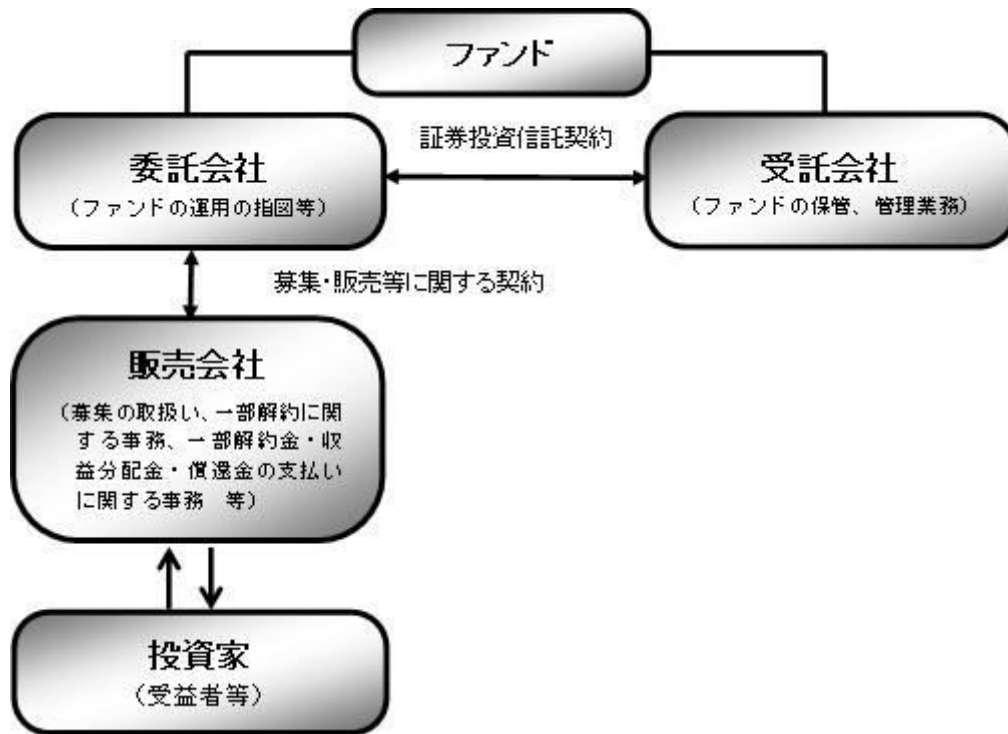 ファンド
証券投資信託契約
委託会社
（ファンドの運用の指図等）
受託会社
（ファンドの保管、管理業務）
募集・販売等に関する契約
販売会社
（募集の取扱い、一部解約に関
する事務、一部解約金・収
益分配金・償還金の支払い
に関する事務　等）
投資家
（受益者等）